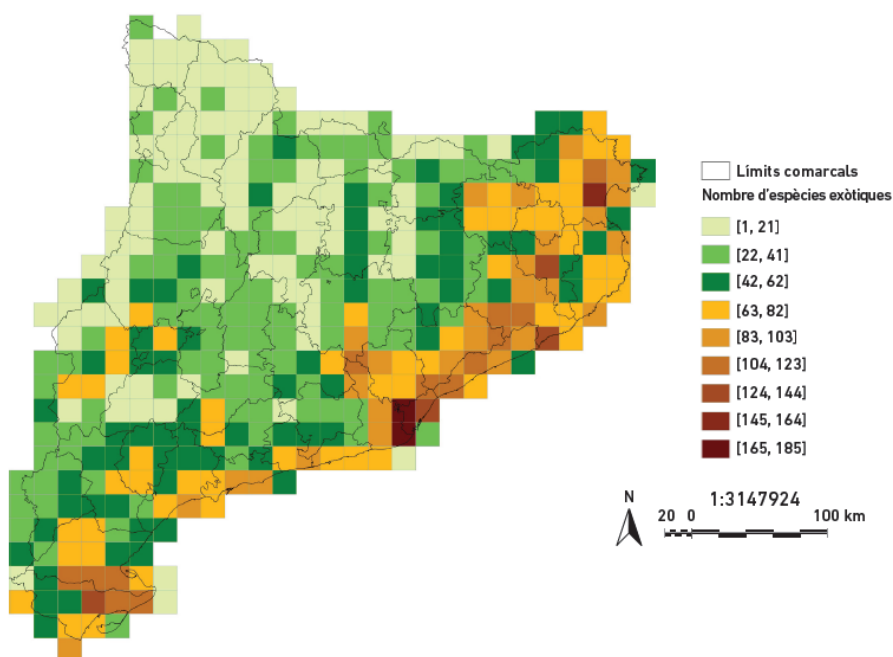 Límits comarcals
Nombre d'espècies exòtiques
[1, 21]
[22, 41]
[42, 62]
[63, 82]
[83, 103]
[104, 123]
[124, 144]
[145, 164]
[165, 185]
N
1:3147924
20 0 100 km